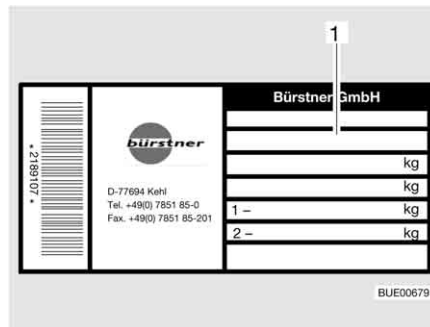 1
Bürstner GmbH
*2189107*
bürstner
D-77694 Kehl
Tel. +49(0) 7851 85-0
Fax. +49(0) 7851 85-201
kg
kg
1 – kg
2 – kg
BUE00679